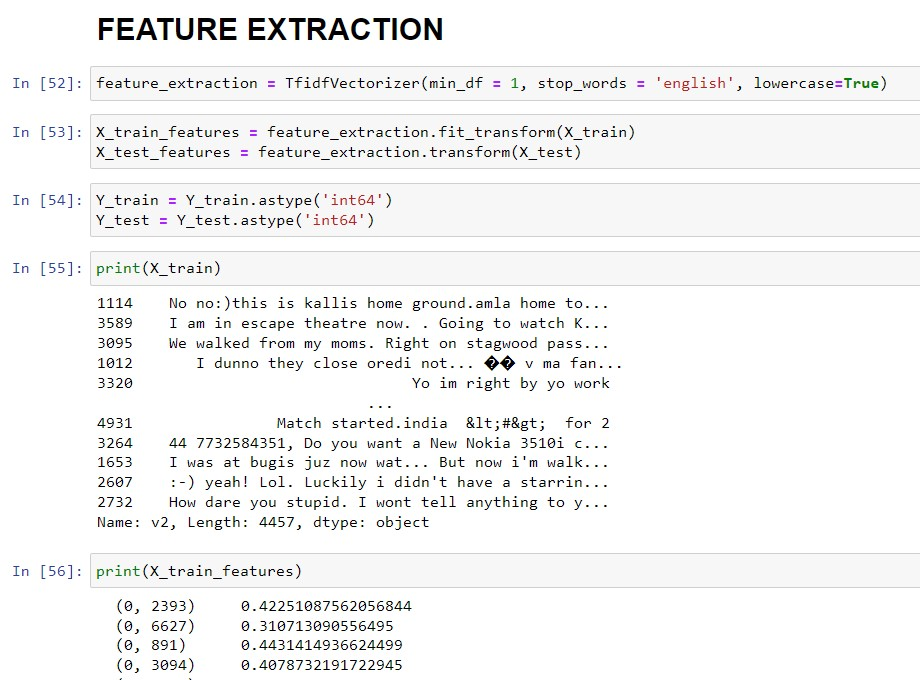 FEATURE EXTRACTION
In [52]: feature_extraction = TfidfVectorizer(min_df = 1, stop_words = 'english', lowercase=True)
In [53]: X_train_features = feature_extraction.fit_transform(X_train)
X_test_features = feature_extraction.transform(X_test)
In [54]: Y_train = Y_train.astype('int64')
Y_test = Y_test.astype('int64')
In [55]: print(X_train)
1114    No no:)this is kallis home ground.amla home to...
3589    I am in escape theatre now. . Going to watch K...
3095    We walked from my moms. Right on stagwood pass...
1012       I dunno they close oredi not... �� v ma fan...
3320                               Yo im right by yo work
...
4931                Match started.india  &lt;#&gt;  for 2
3264    44 7732584351, Do you want a New Nokia 3510i c...
1653    I was at bugis juz now wat... But now i'm walk...
2607    :-) yeah! Lol. Luckily i didn't have a starrin...
2732    How dare you stupid. I wont tell anything to y...
Name: v2, Length: 4457, dtype: object
In [56]: print(X_train_features)
(0, 2393)     0.42251087562056844
(0, 6627)     0.310713090556495
(0, 891)      0.4431414936624499
(0, 3094)     0.4078732191722945